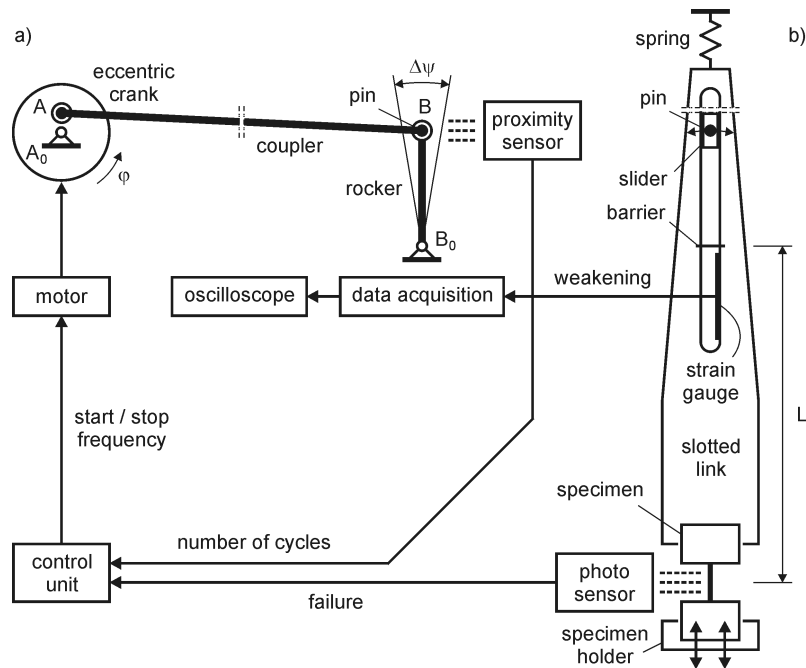 a)
b)
eccentric
crank
A
A₀
φ
coupler
pin
Δψ
B
rocker
B₀
proximity
sensor
spring
pin
slider
barrier
motor
oscilloscope
data acquisition
weakening
strain
gauge
L
start / stop
frequency
slotted
link
specimen
number of cycles
control
unit
failure
photo
sensor
specimen
holder